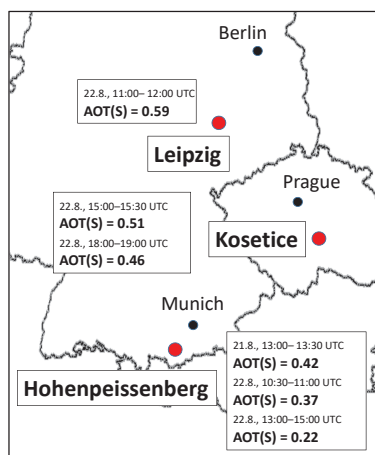 Berlin
22.8., 11:00– 12:00 UTC
AOT(S) = 0.59
Leipzig
Prague
22.8., 15:00–15:30 UTC
AOT(S) = 0.51
22.8., 18:00–19:00 UTC
AOT(S) = 0.46
Kosetice
Munich
Hohenpeissenberg
21.8., 13:00– 13:30 UTC
AOT(S) = 0.42
22.8., 10:30–11:00 UTC
AOT(S) = 0.37
22.8., 13:00–15:00 UTC
AOT(S) = 0.22